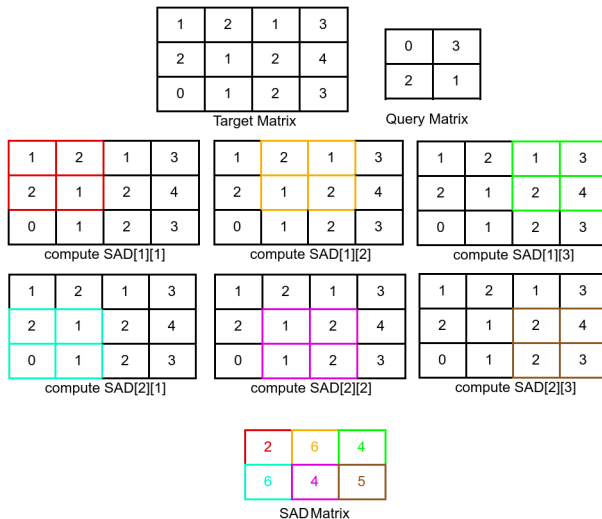 1 2 1 3
2 1 2 4
0 1 2 3
Target Matrix
0 3
2 1
Query Matrix
1 2 1 3
2 1 2 4
0 1 2 3
compute SAD[1][1]
1 2 1 3
2 1 2 4
0 1 2 3
compute SAD[1][2]
1 2 1 3
2 1 2 4
0 1 2 3
compute SAD[1][3]
1 2 1 3
2 1 2 4
0 1 2 3
compute SAD[2][1]
1 2 1 3
2 1 2 4
0 1 2 3
compute SAD[2][2]
1 2 1 3
2 1 2 4
0 1 2 3
compute SAD[2][3]
2 6 4
6 4 5
SAD Matrix